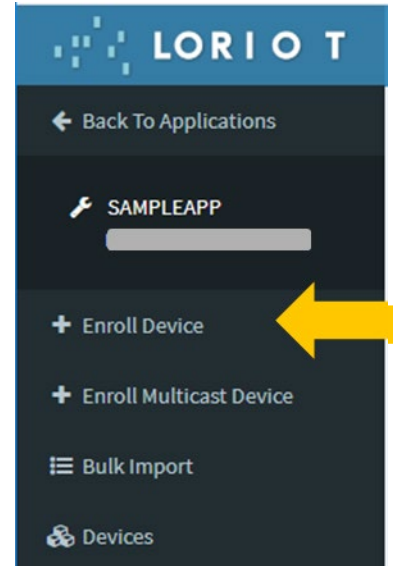 LORIOT
Back To Applications
SAMPLEAPP
Enroll Device
Enroll Multicast Device
Bulk Import
Devices